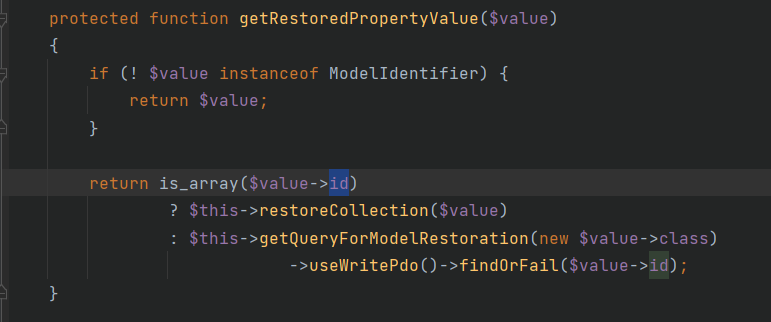 protected function getRestoredPropertyValue($value)
{
    if (! $value instanceof ModelIdentifier) {
        return $value;
    }

    return is_array($value->id)
            ? $this->restoreCollection($value)
            : $this->getQueryForModelRestoration(new $value->class)
                        ->useWritePdo()->findOrFail($value->id);
}